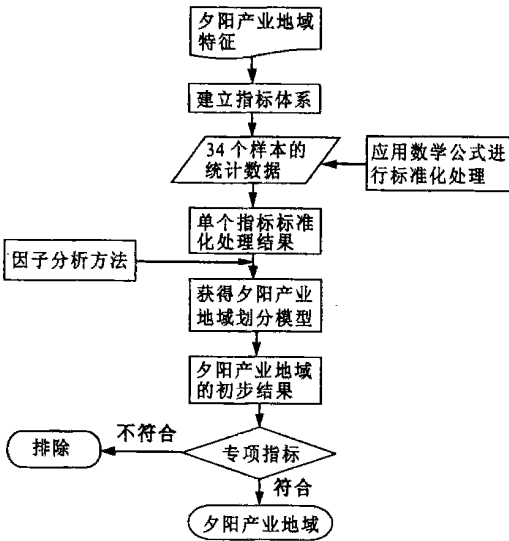 夕阳产业地域
特征
建立指标体系
34个样本的
统计数据
应用数学公式进
行标准化处理
单个指标标准
化处理结果
因子分析方法
获得夕阳产业
地域划分模型
夕阳产业地域
的初步结果
不符合
排除
专项指标
符合
夕阳产业地域